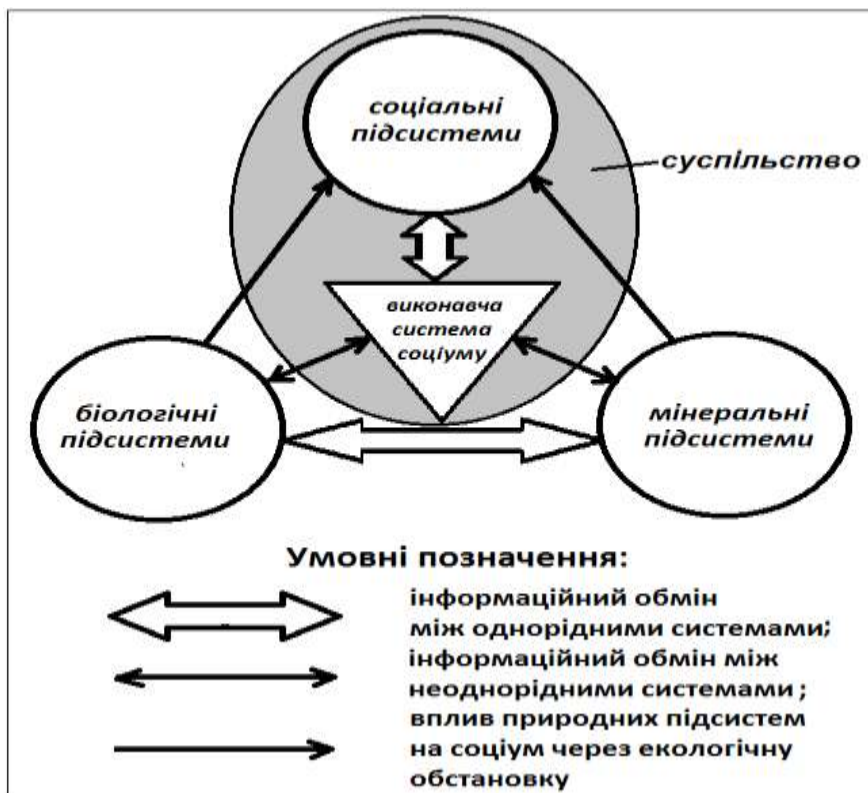 соціальні
підсистеми
суспільство
виконавча
система
соціуму
біологічні
підсистеми
мінеральні
підсистеми
Умовні позначення:
інформаційний обмін
між однорідними системами;
інформаційний обмін між
неоднорідними системами ;
вплив природних підсистем
на соціум через екологічну
обстановку